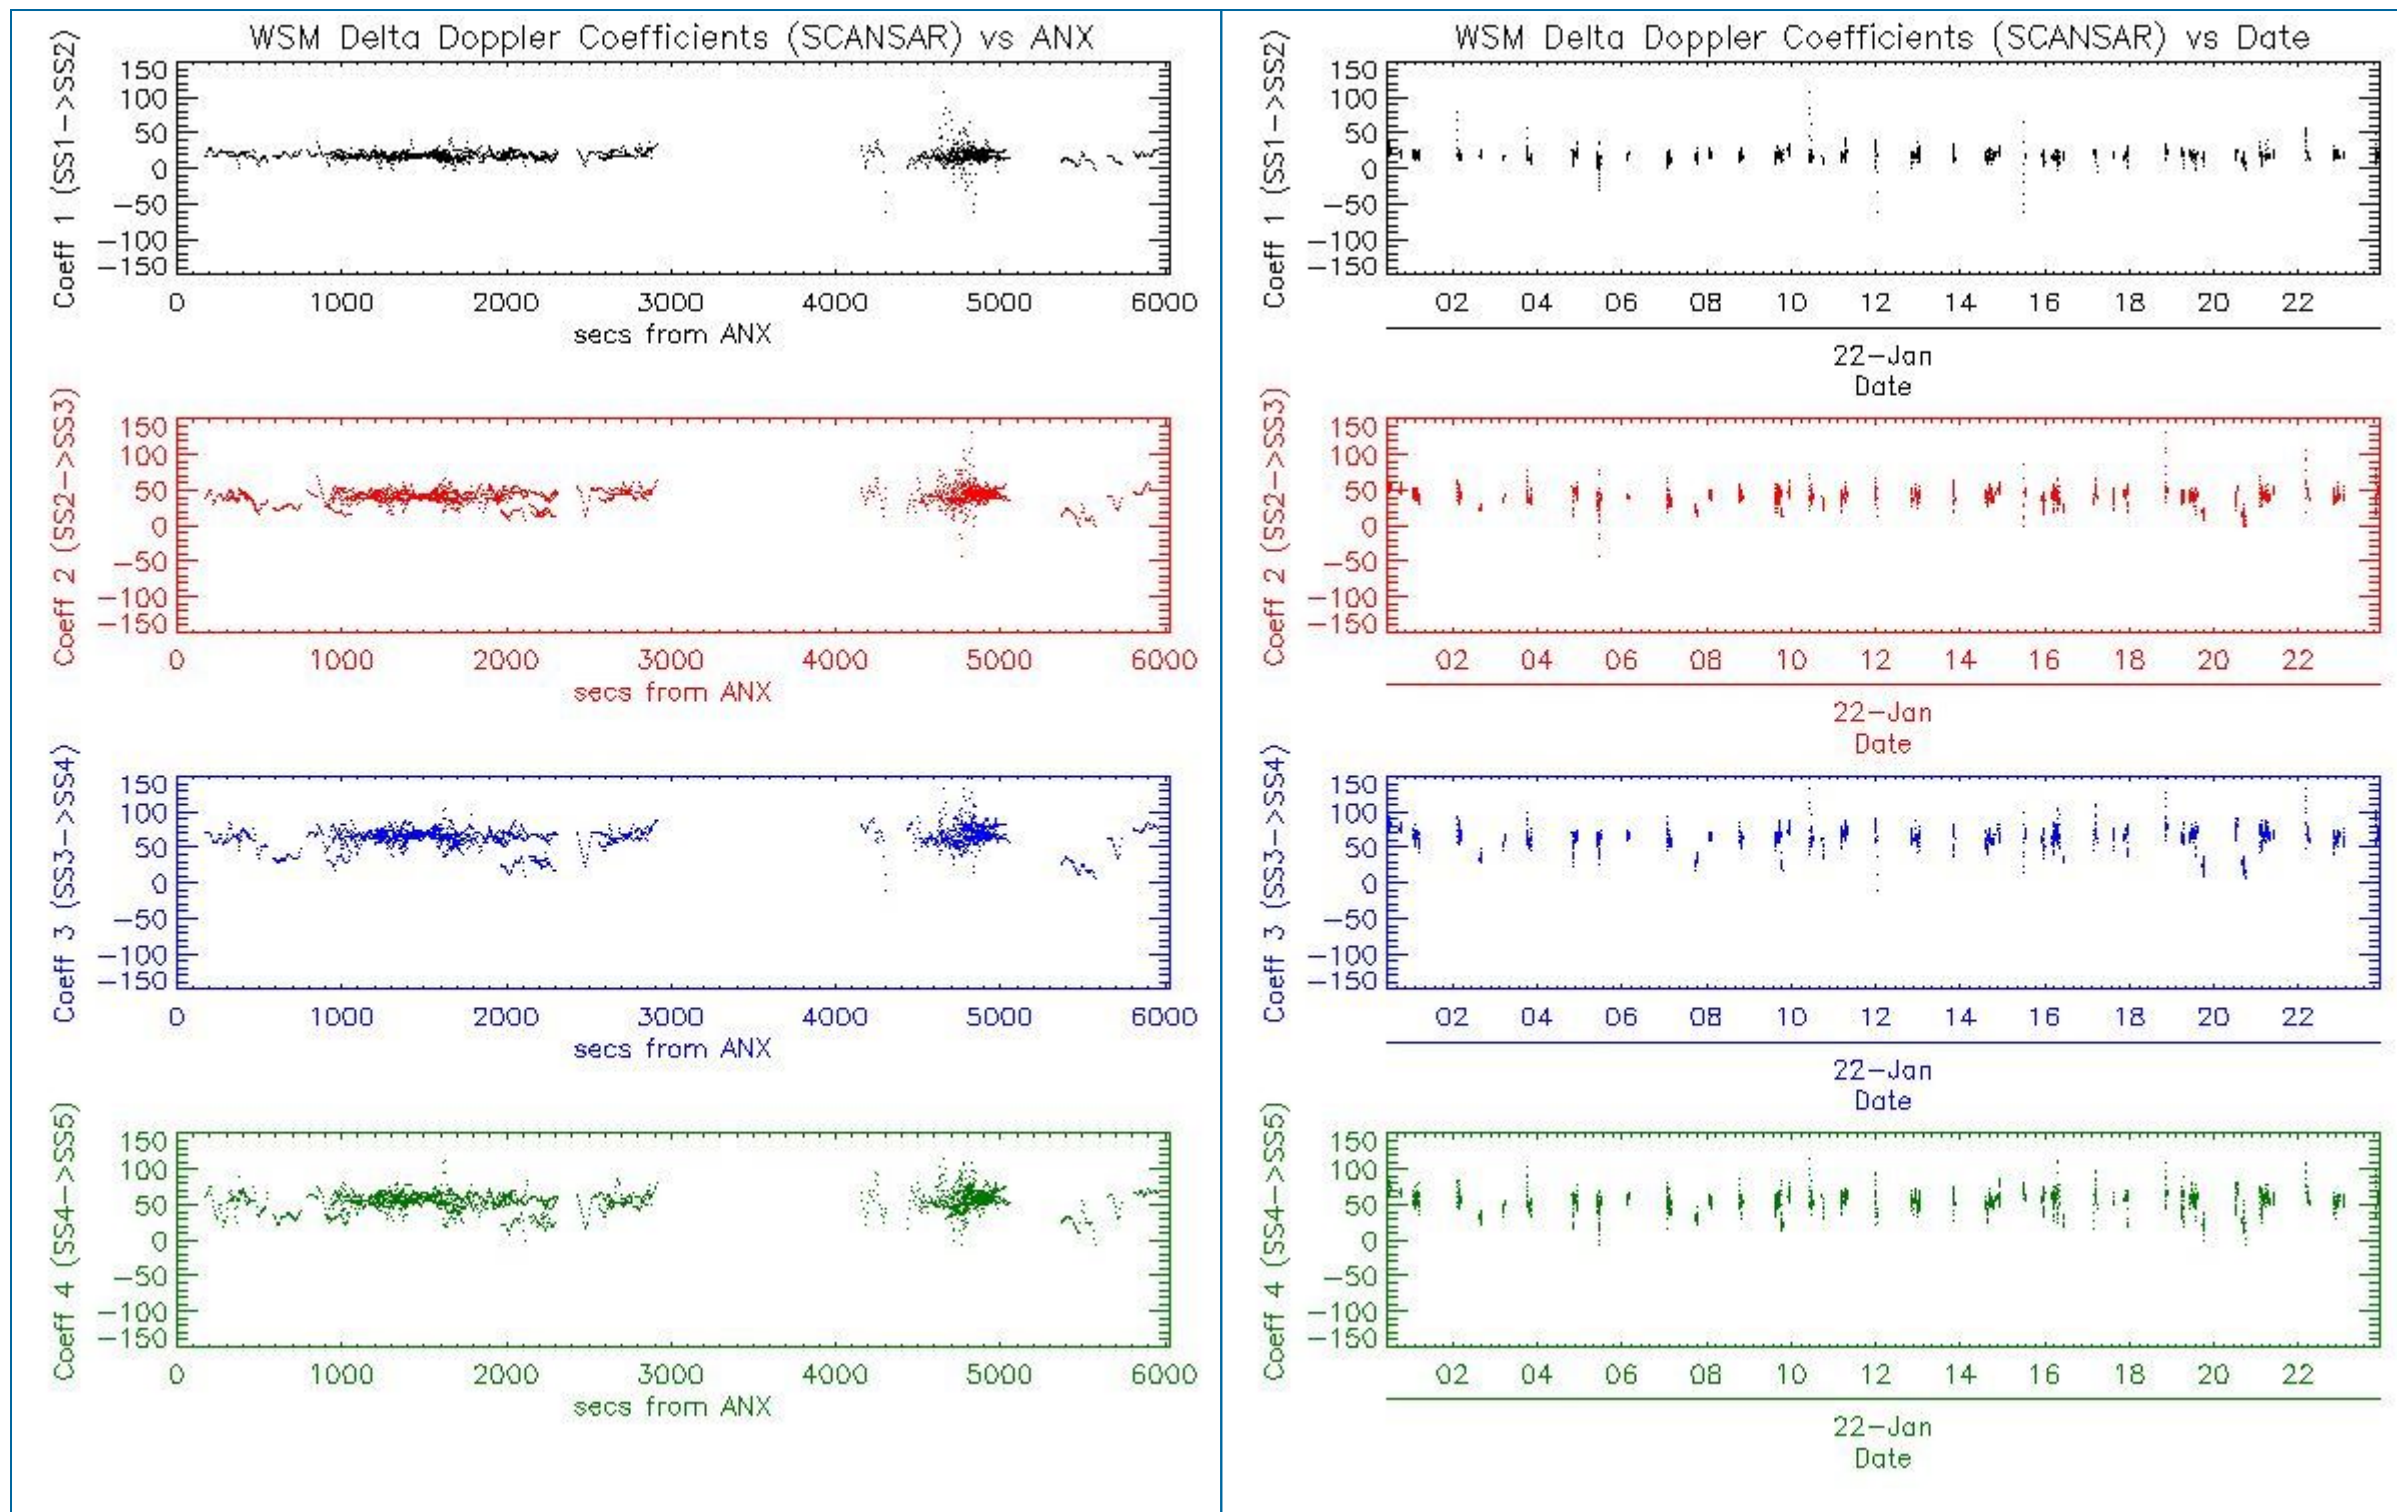 WSM Delta Doppler Coefficients (SCANSAR) vs ANX
Coeff 1 (SS1->SS2)
150
100
50
0
-50
-100
-150
0 1000 2000 3000 4000 5000 6000
secs from ANX
Coeff 2 (SS2->SS3)
150
100
50
0
-50
-100
-150
0 1000 2000 3000 4000 5000 6000
secs from ANX
Coeff 3 (SS3->SS4)
150
100
50
0
-50
-100
-150
0 1000 2000 3000 4000 5000 6000
secs from ANX
Coeff 4 (SS4->SS5)
150
100
50
0
-50
-100
-150
0 1000 2000 3000 4000 5000 6000
secs from ANX
WSM Delta Doppler Coefficients (SCANSAR) vs Date
Coeff 1 (SS1->SS2)
150
100
50
0
-50
-100
-150
02 04 06 08 10 12 14 16 18 20 22
22-Jan
Date
Coeff 2 (SS2->SS3)
150
100
50
0
-50
-100
-150
02 04 06 08 10 12 14 16 18 20 22
22-Jan
Date
Coeff 3 (SS3->SS4)
150
100
50
0
-50
-100
-150
02 04 06 08 10 12 14 16 18 20 22
22-Jan
Date
Coeff 4 (SS4->SS5)
150
100
50
0
-50
-100
-150
02 04 06 08 10 12 14 16 18 20 22
22-Jan
Date